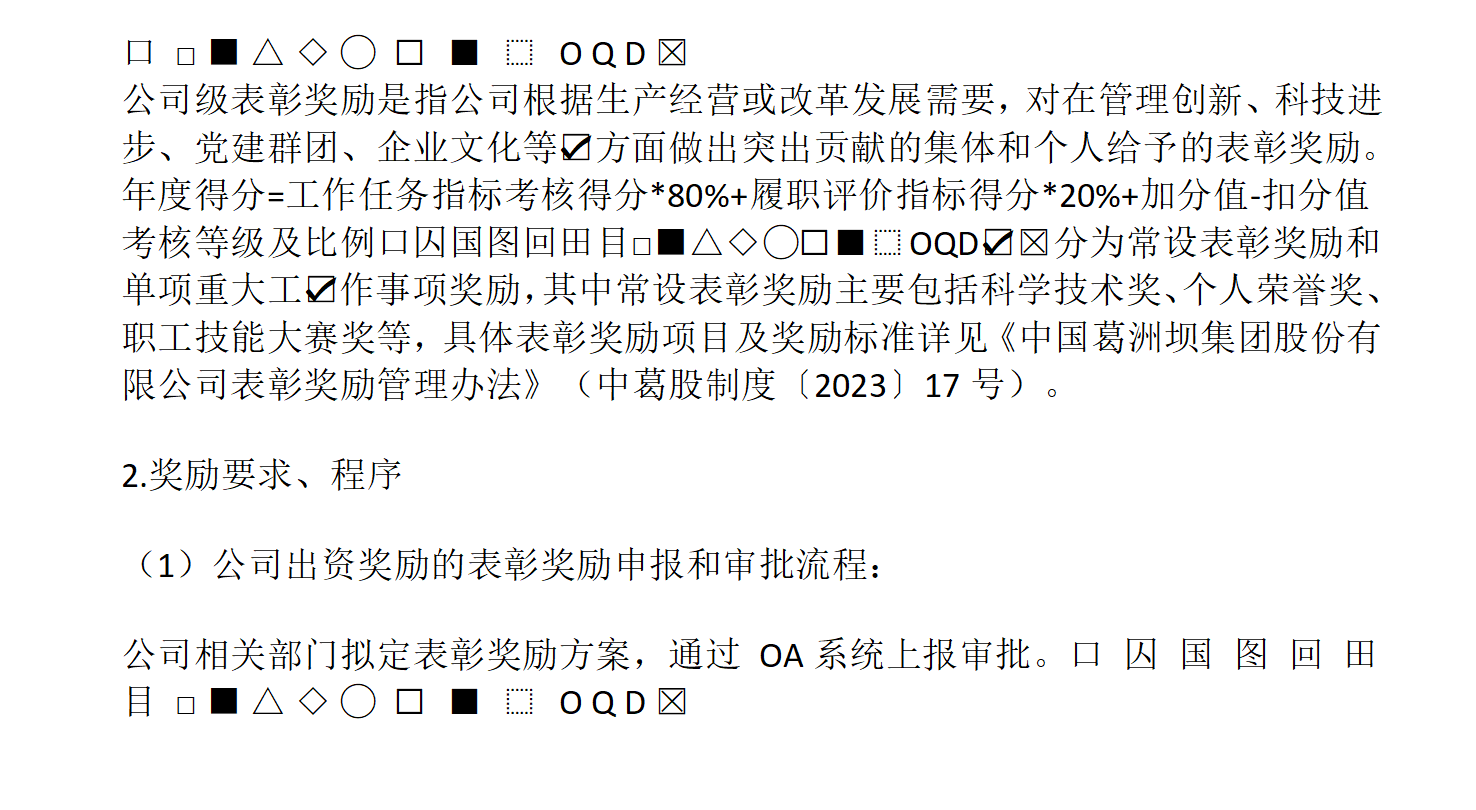 口 □ ■ △ ◇ ○ □ ■ ⬚ O Q D ☒
公司级表彰奖励是指公司根据生产经营或改革发展需要，对在管理创新、科技进
步、党建群团、企业文化等☑方面做出突出贡献的集体和个人给予的表彰奖励。
年度得分=工作任务指标考核得分*80%+履职评价指标得分*20%+加分值-扣分值
考核等级及比例口囚国图回田目□■△◇○□■⬚OQD☑☒分为常设表彰奖励和
单项重大工☑作事项奖励，其中常设表彰奖励主要包括科学技术奖、个人荣誉奖、
职工技能大赛奖等，具体表彰奖励项目及奖励标准详见《中国葛洲坝集团股份有
限公司表彰奖励管理办法》（中葛股制度〔2023〕17 号）。
2.奖励要求、程序
（1）公司出资奖励的表彰奖励申报和审批流程：
公司相关部门拟定表彰奖励方案，通过 OA 系统上报审批。口 囚 国 图 回 田
目 □ ■ △ ◇ ○ □ ■ ⬚ O Q D ☒